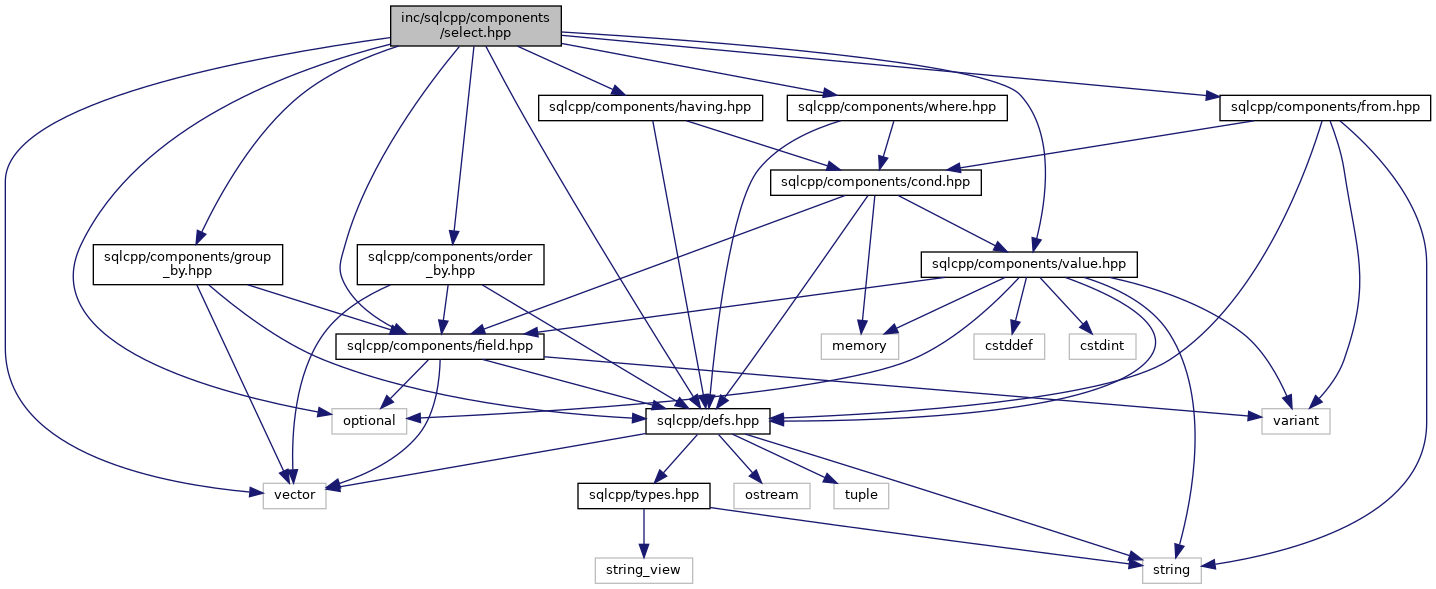 inc/sqlcpp/components
/select.hpp
sqlcpp/components/having.hpp
sqlcpp/components/where.hpp
sqlcpp/components/from.hpp
sqlcpp/components/cond.hpp
sqlcpp/components/group
_by.hpp
sqlcpp/components/order
_by.hpp
sqlcpp/components/value.hpp
sqlcpp/components/field.hpp
memory
cstddef
cstdint
optional
sqlcpp/defs.hpp
variant
vector
sqlcpp/types.hpp
ostream
tuple
string_view
string